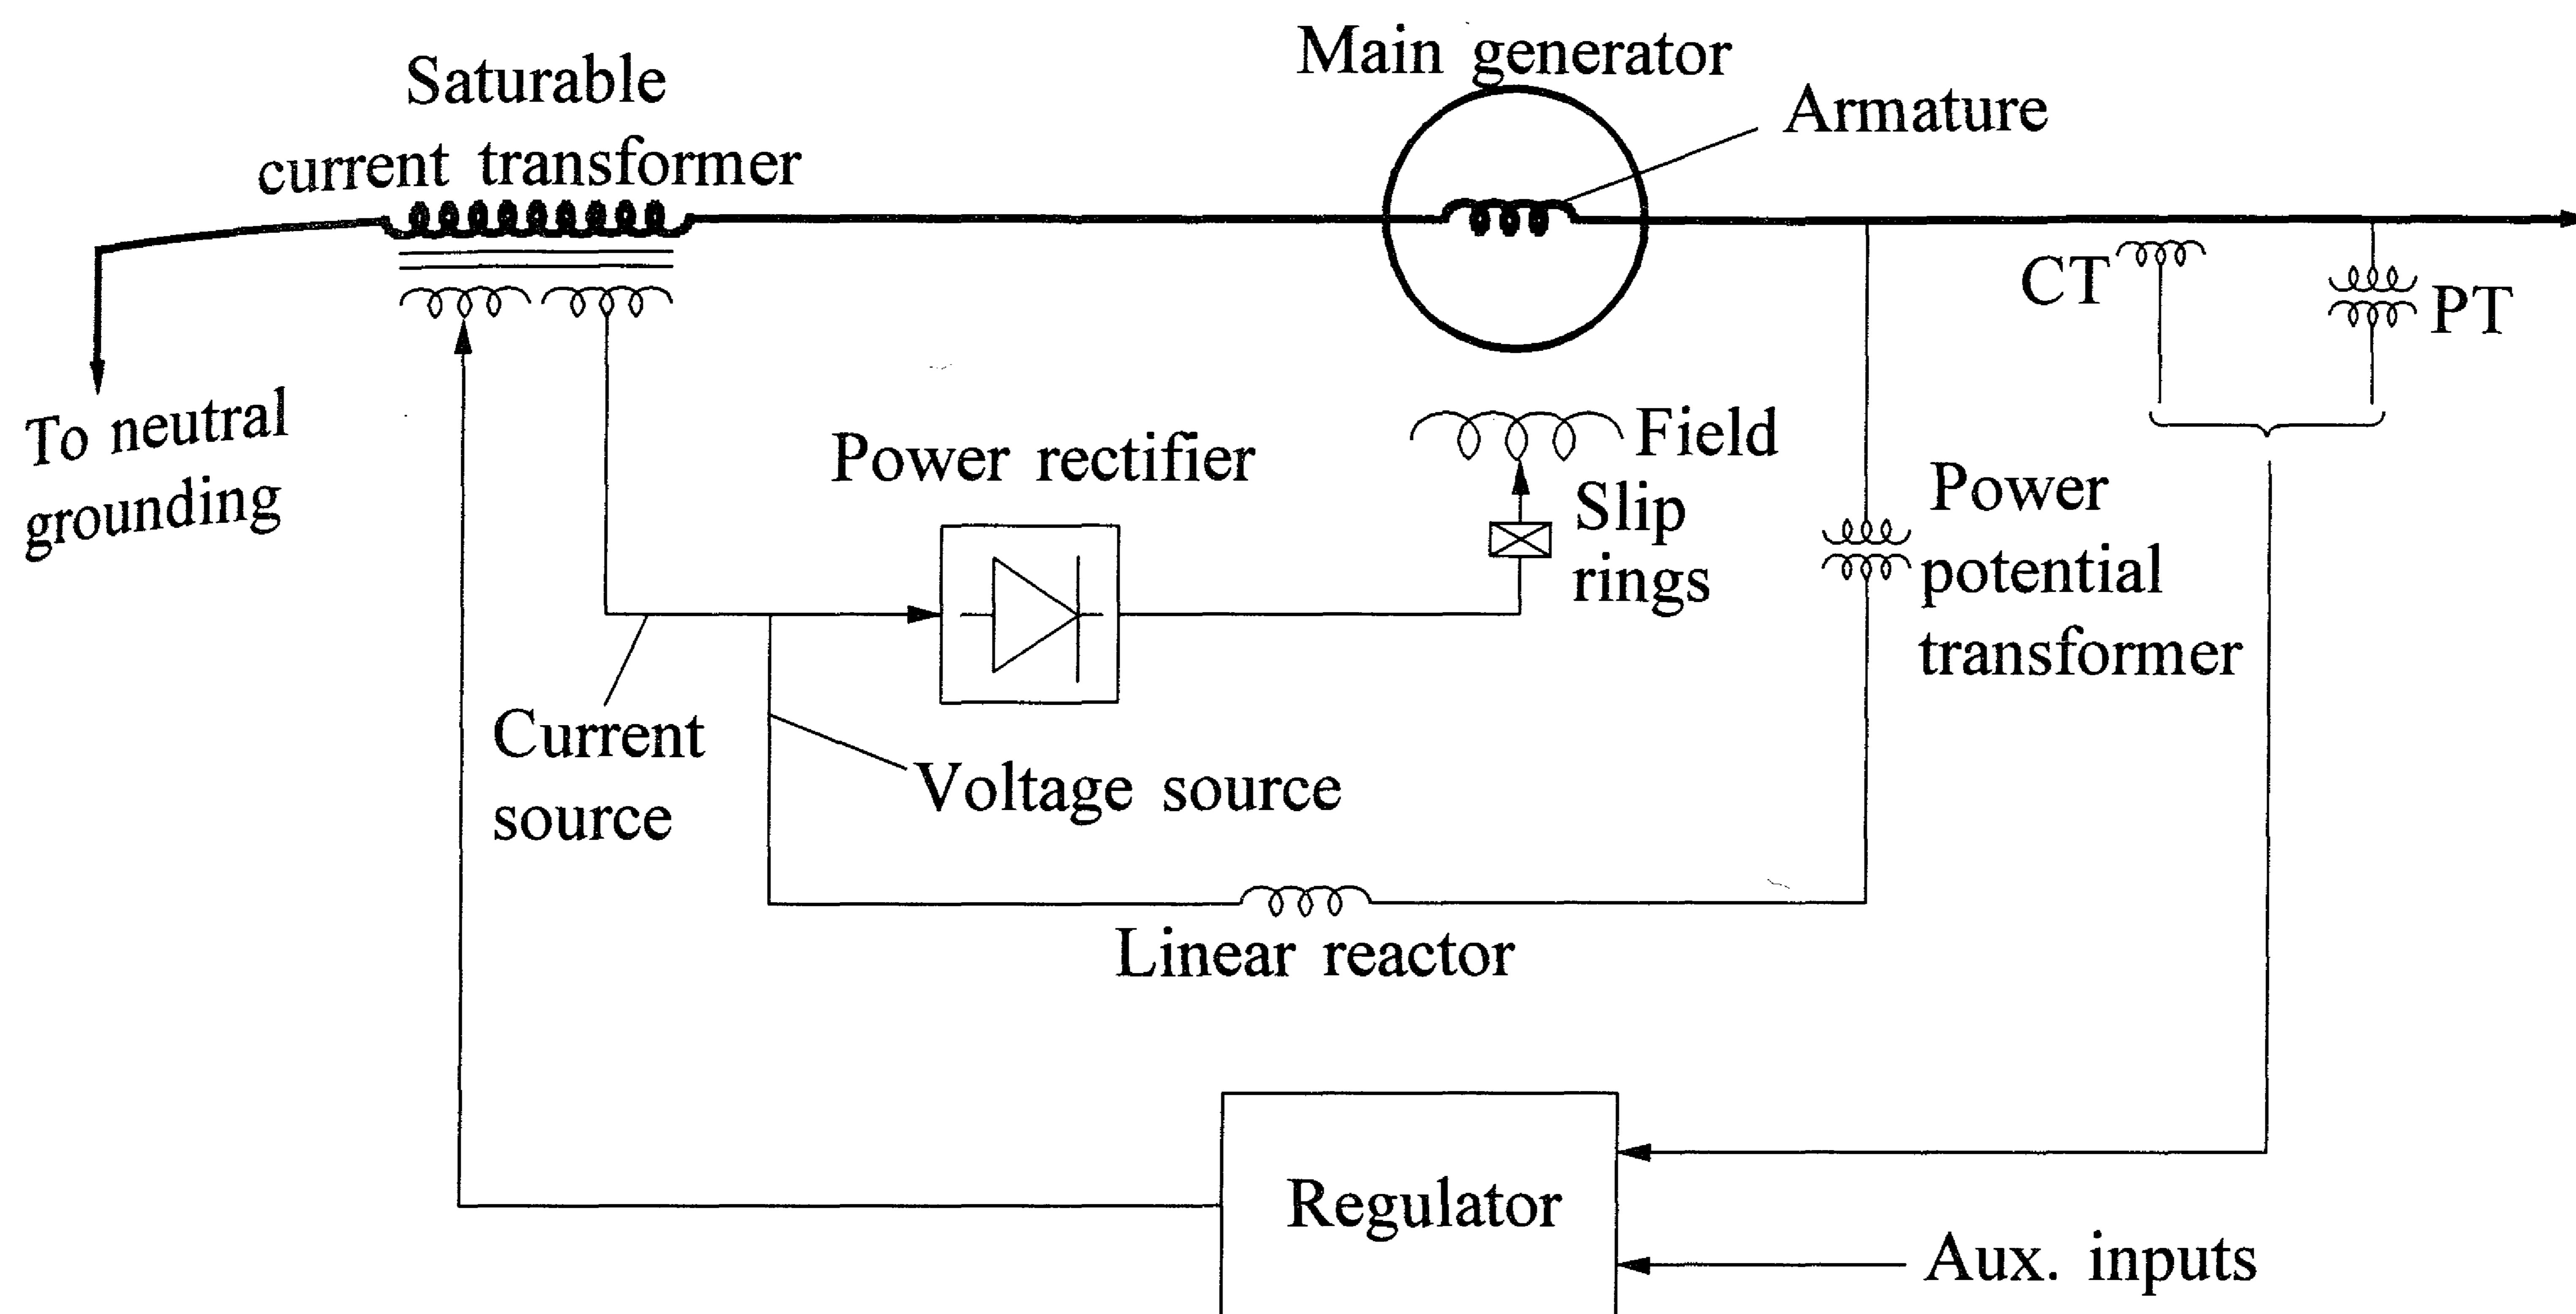 Saturable
current transformer
Main generator
Armature
CT
PT
To neutral
grounding
Power rectifier
Field
Slip
rings
Power
potential
transformer
Current
source
Voltage source
Linear reactor
Regulator
Aux. inputs